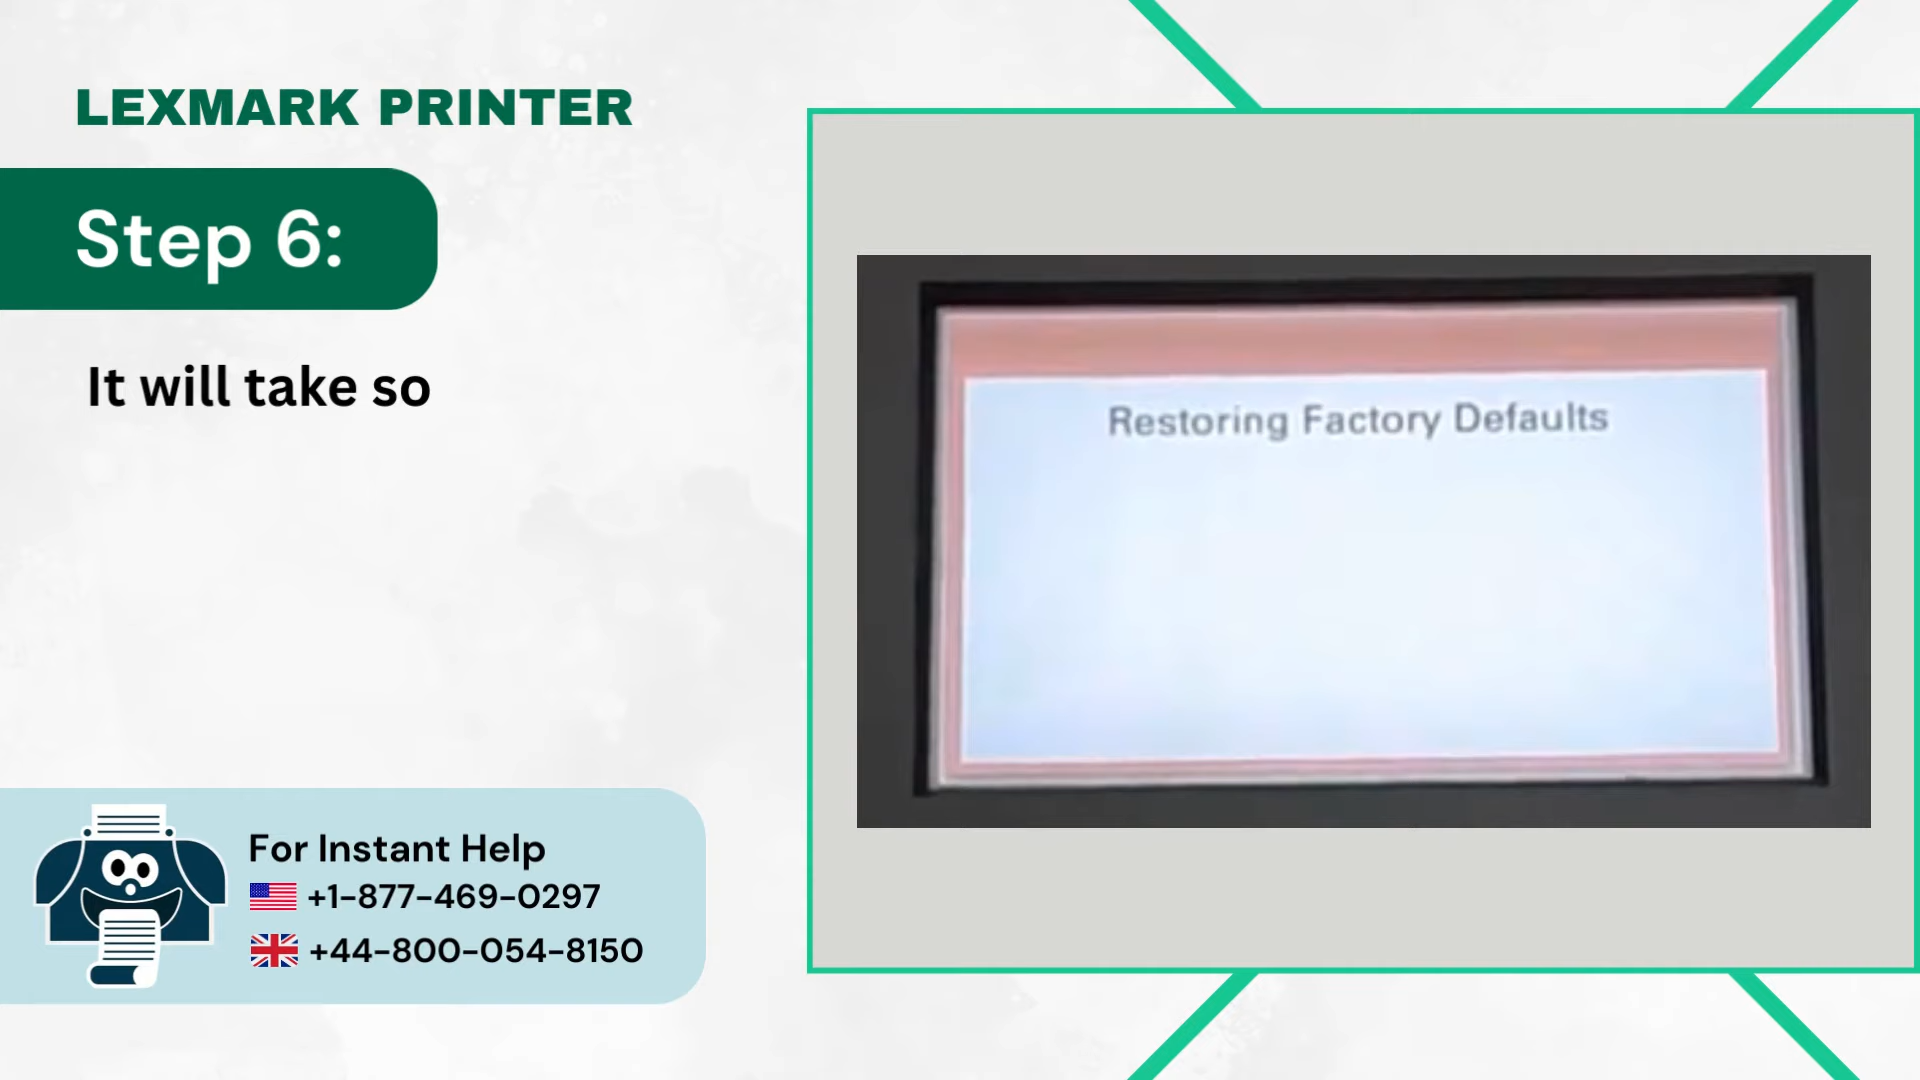 LEXMARK PRINTER
Step 6:
It will take so
Restoring Factory Defaults
For Instant Help
+1-877-469-0297
+44-800-054-8150